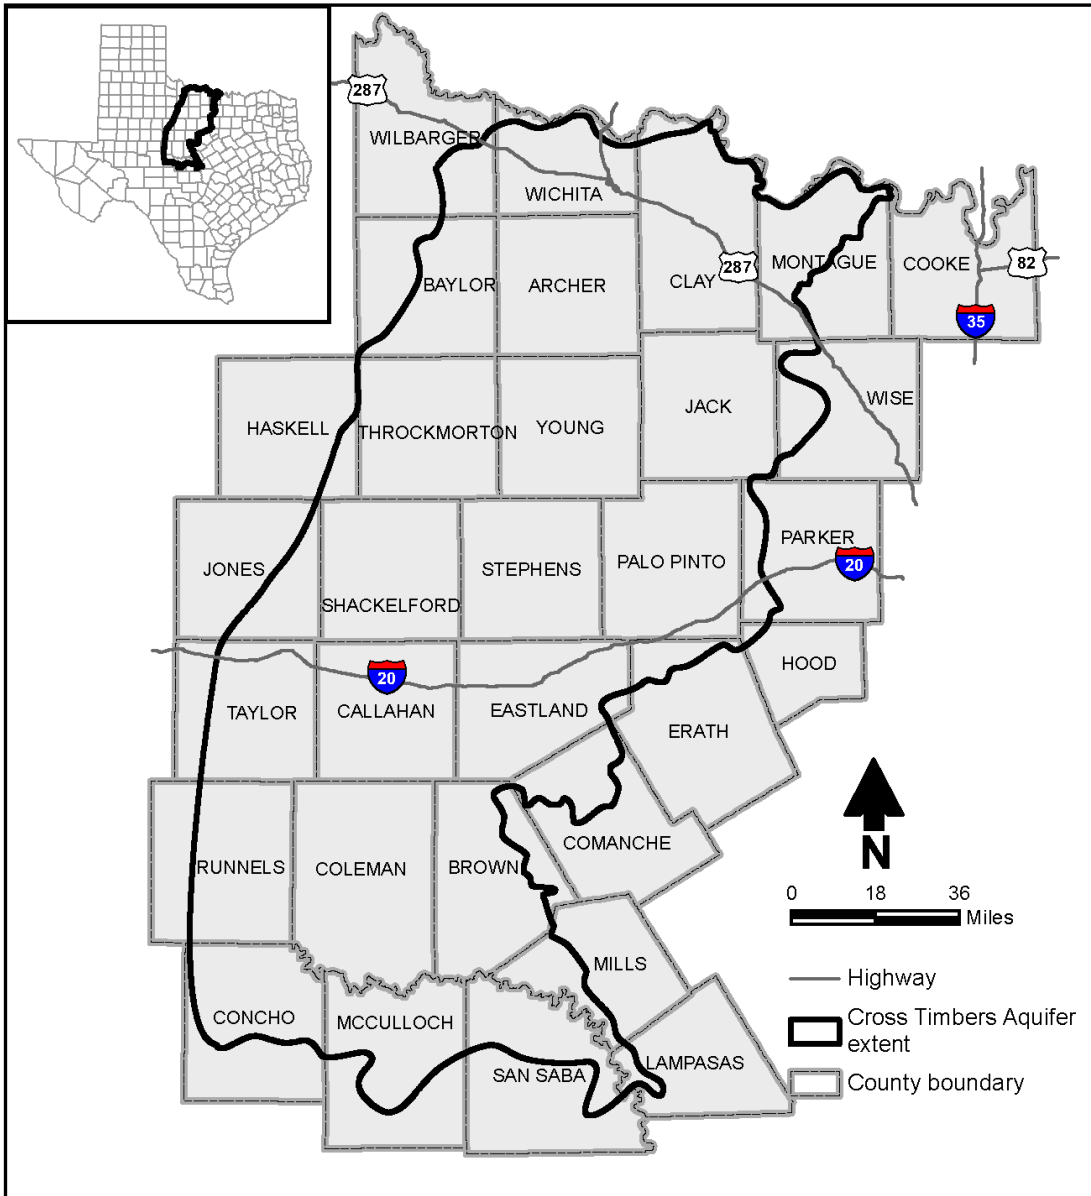 287
WILBARGER
WICHITA
BAYLOR
ARCHER
CLAY
287
MONTAGUE
COOKE
82
35
HASKELL
THROCKMORTON
YOUNG
JACK
WISE
JONES
SHACKELFORD
STEPHENS
PALO PINTO
PARKER
20
TAYLOR
20
CALLAHAN
EASTLAND
HOOD
ERATH
RUNNELS
COLEMAN
BROWN
COMANCHE
N
CONCHO
MCCULLOCH
SAN SABA
MILLS
LAMPASAS
0 18 36
Miles
Highway
Cross Timbers Aquifer
extent
County boundary